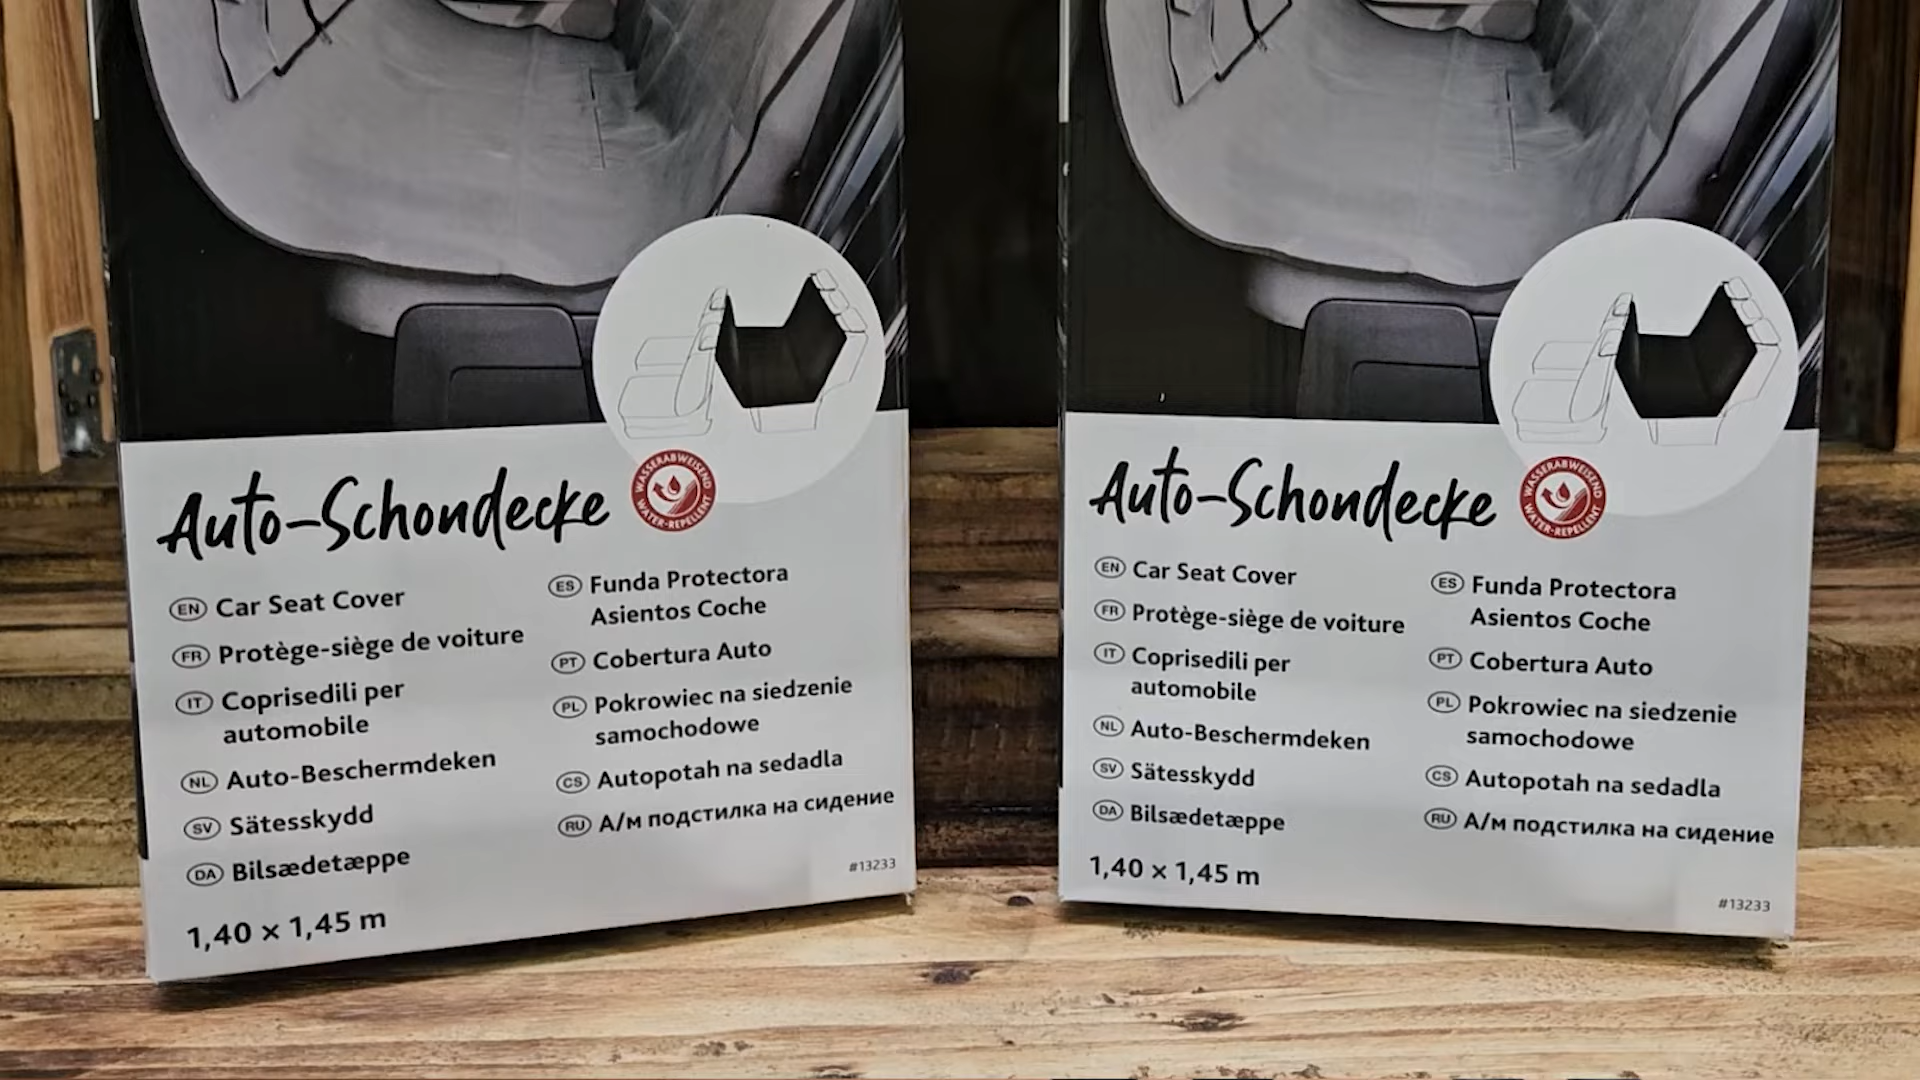 Auto-Schondecke
WASSERABWEISEND
WATER-REPELLENT
EN Car Seat Cover
FR Protège-siège de voiture
IT Coprisedili per
automobile
NL Auto-Beschermdeken
SV Sätesskydd
DA Bilsædetæppe
1,40 × 1,45 m
ES Funda Protectora
Asientos Coche
PT Cobertura Auto
PL Pokrowiec na siedzenie
samochodowe
CS Autopotah na sedadla
RU А/м подстилка на сидение
#13233
Auto-Schondecke
WASSERABWEISEND
WATER-REPELLENT
EN Car Seat Cover
FR Protège-siège de voiture
IT Coprisedili per
automobile
NL Auto-Beschermdeken
SV Sätesskydd
DA Bilsædetæppe
1,40 × 1,45 m
ES Funda Protectora
Asientos Coche
PT Cobertura Auto
PL Pokrowiec na siedzenie
samochodowe
CS Autopotah na sedadla
RU А/м подстилка на сидение
#13233